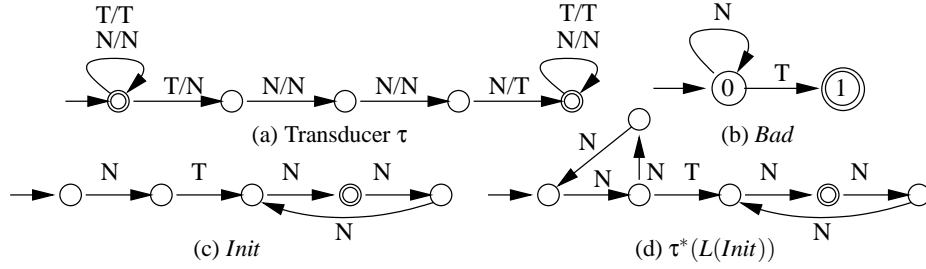 T/T
N/N
T/N
N/N
N/N
N/T
T/T
N/N
(a) Transducer τ
N
T
0
1
(b) Bad
N
T
N
N
N
(c) Init
N
N
N
T
N
N
N
(d) τ*(L(Init))